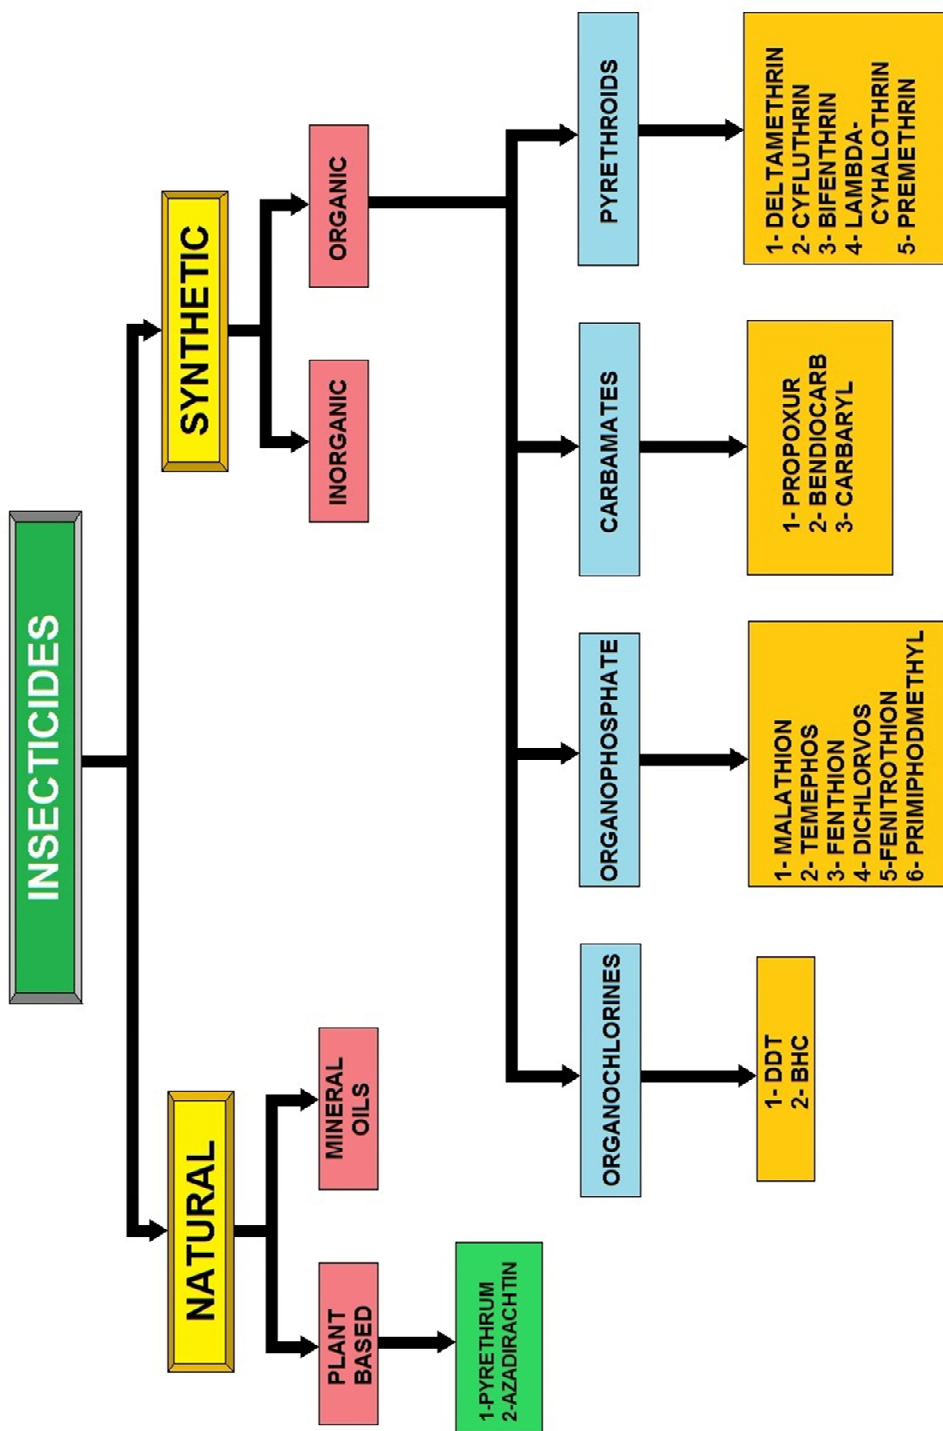 INSECTICIDES
NATURAL
SYNTHETIC
PLANT
BASED
MINERAL
OILS
INORGANIC
ORGANIC
1-PYRETHRUM
2-AZADIRACHTIN
ORGANOCHLORINES
ORGANOPHOSPHATE
CARBAMATES
PYRETHROIDS
1- DDT
2- BHC
1- MALATHION
2- TEMEPHOS
3- FENTHION
4- DICHLORVOS
5-FENITROTHION
6- PRIMIPHODMETHYL
1- PROPOXUR
2- BENDIOCARB
3- CARBARYL
1- DELTAMETHRIN
2- CYFLUTHRIN
3- BIFENTHRIN
4- LAMBDA-
CYHALOTHRIN
5- PREMETHRIN